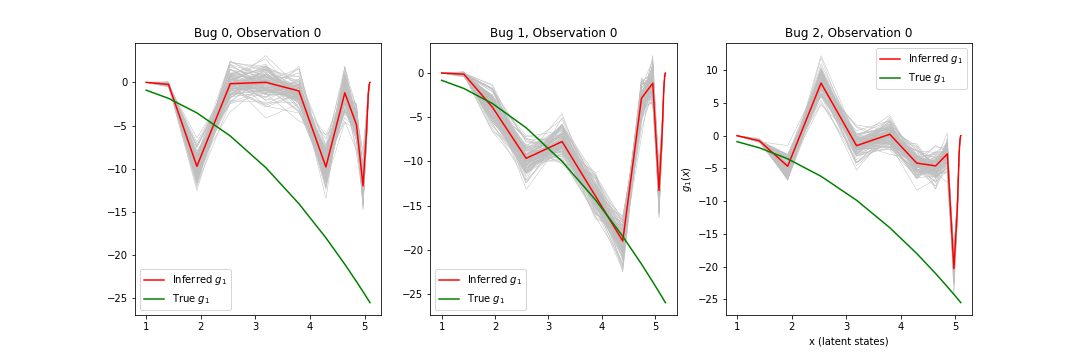 Bug 0, Observation 0
0
−5
−10
−15
−20
−25
1 2 3 4 5
Inferred g₁
True g₁
Bug 1, Observation 0
0
−5
−10
−15
−20
−25
1 2 3 4 5
Inferred g₁
True g₁
Bug 2, Observation 0
g₁(x)
10
5
0
−5
−10
−15
−20
−25
1 2 3 4 5
x (latent states)
Inferred g₁
True g₁